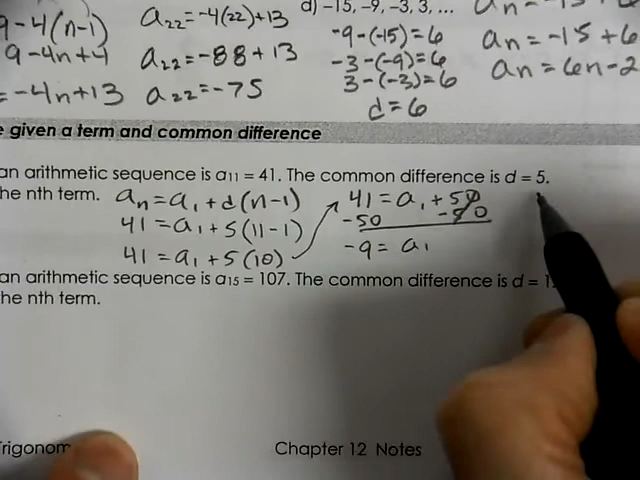 d) −15, −9, −3, 3, ...
9-4(n-1)
9-4n+4
=-4n+13
a₂₂=-4(22)+13
a₂₂=-88+13
a₂₂=-75
-9-(-15)=6
-3-(-9)=6
3-(-3)=6
d=6
an=-15+6
an=6n-2
given a term and common difference
an arithmetic sequence is a₁₁ = 41. The common difference is d = 5.
he nth term.
an=a₁+d(n-1)
41=a₁+5(11-1)
41=a₁+5(10)
41=a₁+50
-50 -50
-9=a₁
an arithmetic sequence is a₁₅ = 107. The common difference is d = 1
he nth term.
Chapter 12 Notes